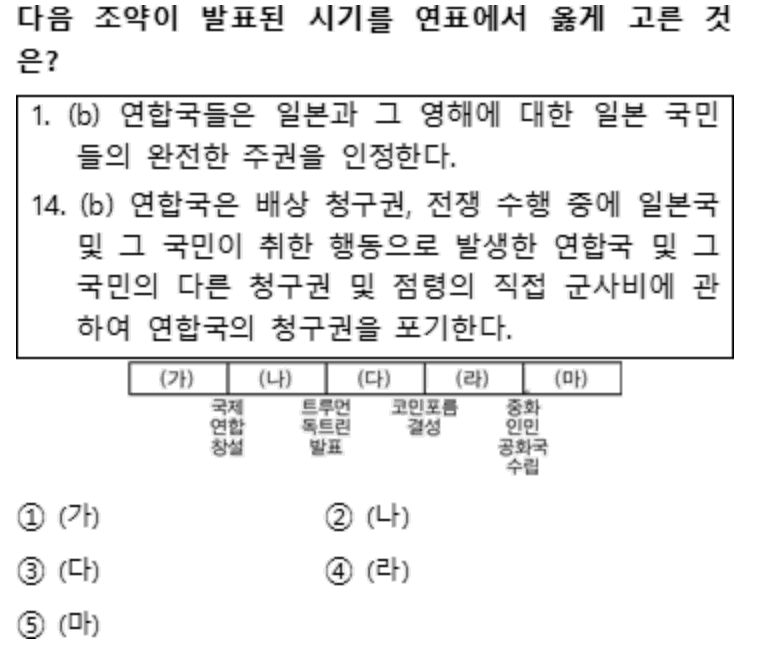 다음 조약이 발표된 시기를 연표에서 옳게 고른 것
은?
1. (b) 연합국들은 일본과 그 영해에 대한 일본 국민
들의 완전한 주권을 인정한다.
14. (b) 연합국은 배상 청구권, 전쟁 수행 중에 일본국
및 그 국민이 취한 행동으로 발생한 연합국 및 그
국민의 다른 청구권 및 점령의 직접 군사비에 관
하여 연합국의 청구권을 포기한다.
(가) (나) (다) (라) (마)
국제 트루먼 코민포름 중화
연합 독트린 결성 인민
창설 발표 공화국
수립
① (가) ② (나)
③ (다) ④ (라)
⑤ (마)